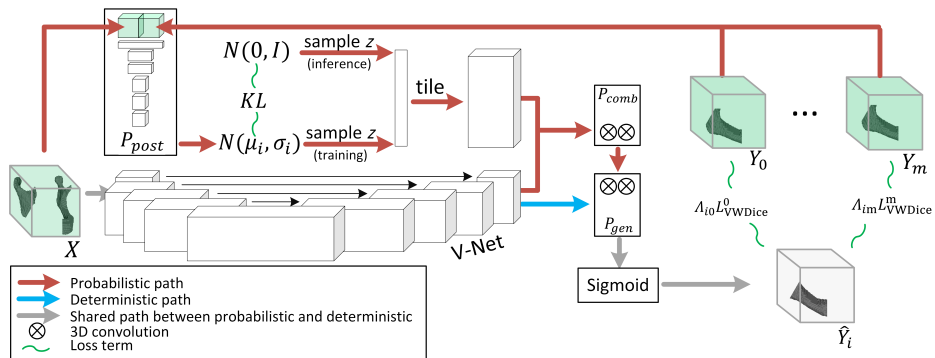 N(0, I)
sample z
(inference)
KL
tile
P_post
N(μ_i, σ_i)
sample z
(training)
P_comb
P_gen
Y_0
...
Y_m
Λ_i0 L^0_VWDice
Λ_im L^m_VWDice
X
V-Net
Sigmoid
Ŷ_i
Probabilistic path
Deterministic path
Shared path between probabilistic and deterministic
3D convolution
Loss term